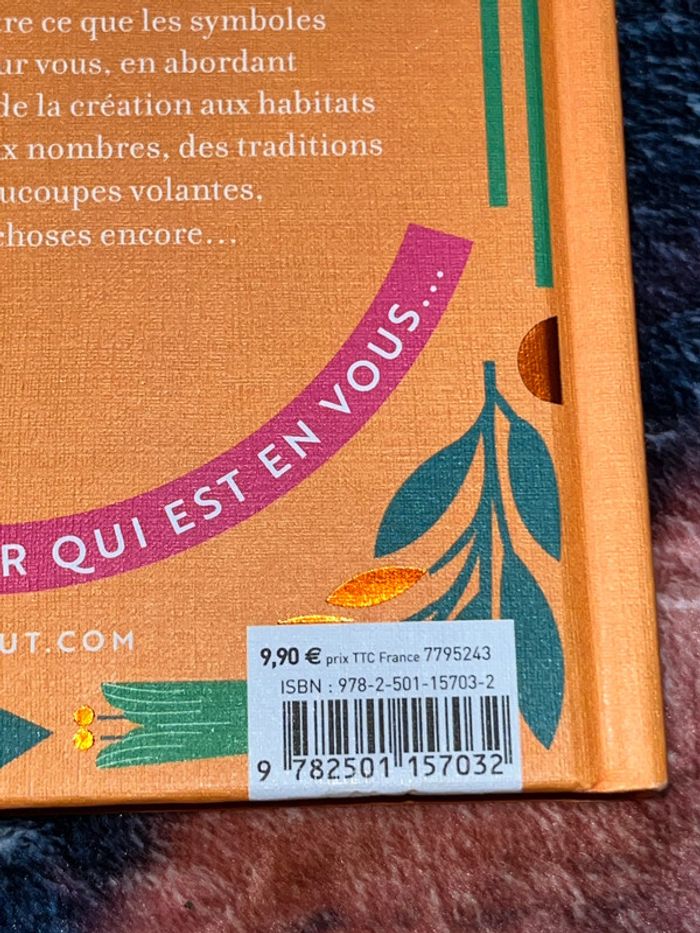 tre ce que les symboles
ur vous, en abordant
de la création aux habitats
x nombres, des traditions
ucoupes volantes,
choses encore…
R QUI EST EN VOUS...
UT.COM
9,90 € prix TTC France 7795243
ISBN : 978-2-501-15703-2
9 782501 157032